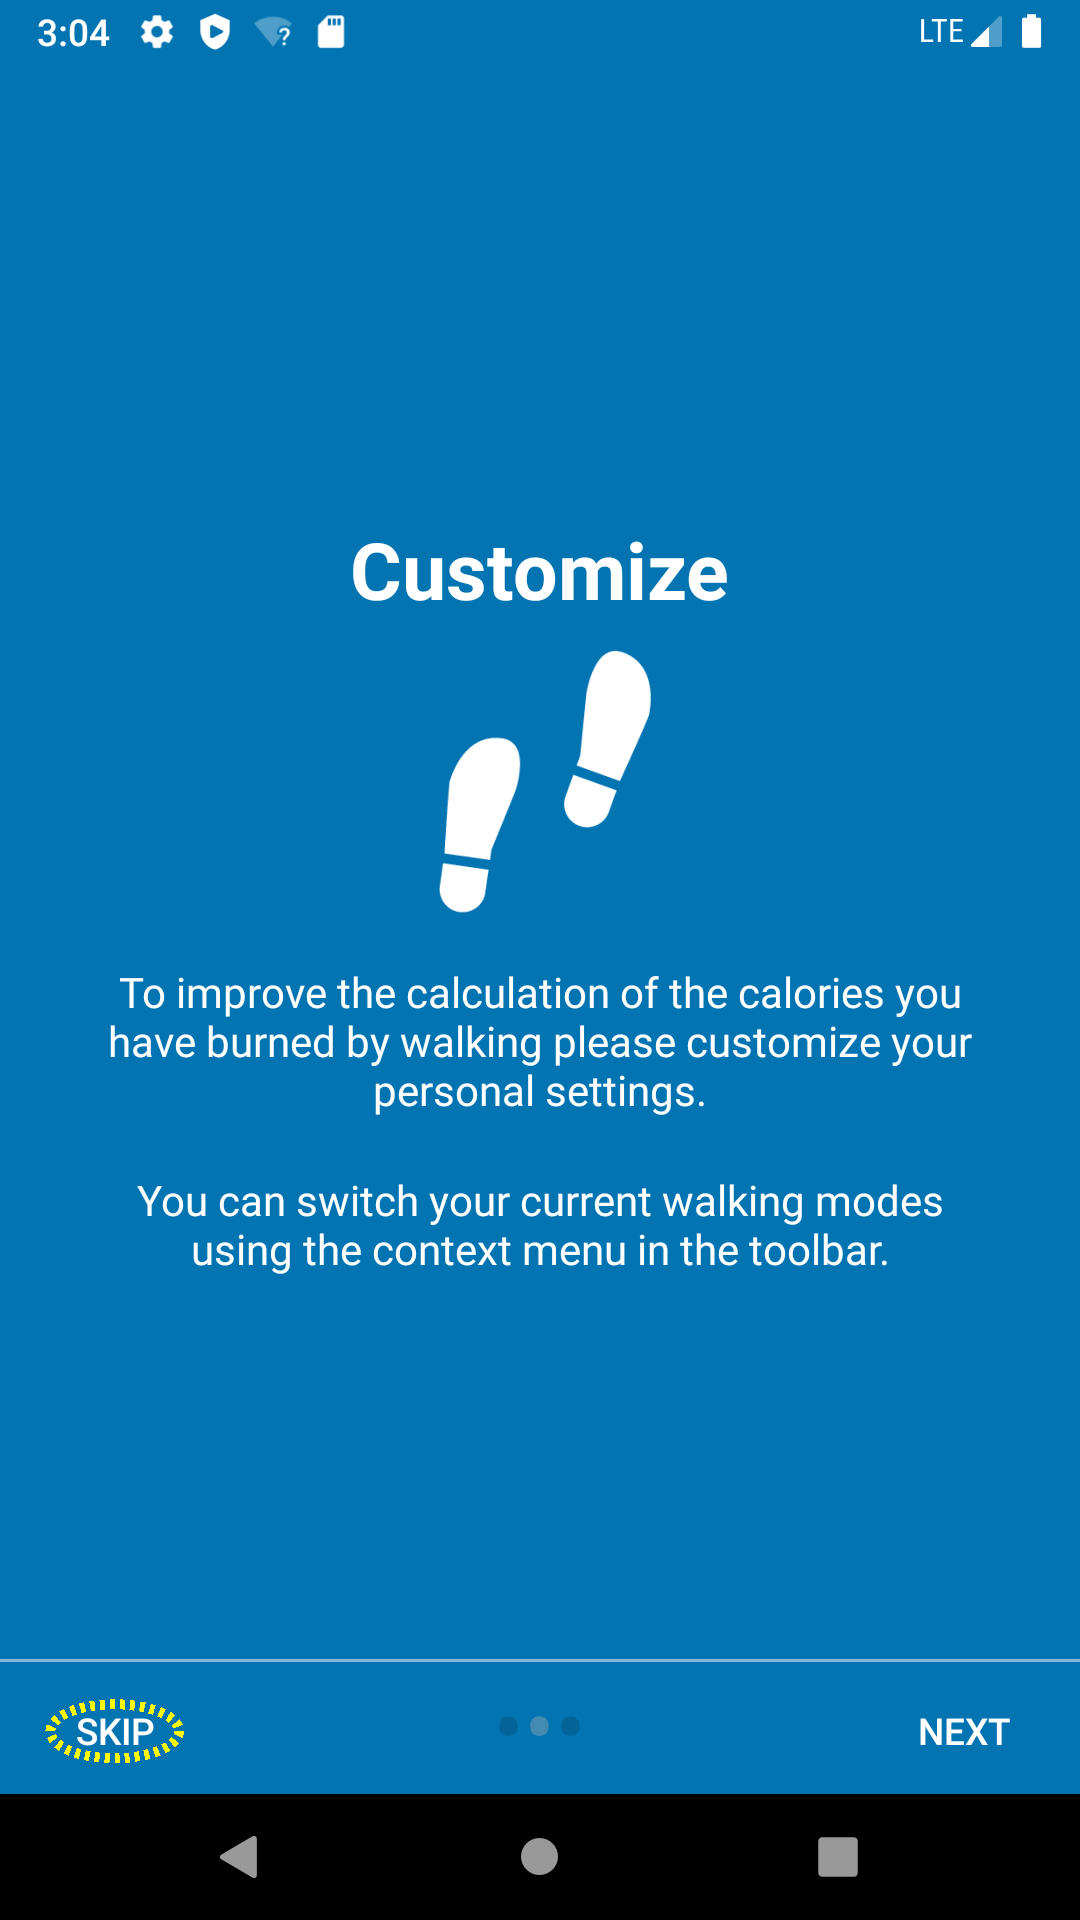 3:04
LTE
Customize
To improve the calculation of the calories you
have burned by walking please customize your
personal settings.
You can switch your current walking modes
using the context menu in the toolbar.
SKIP
NEXT